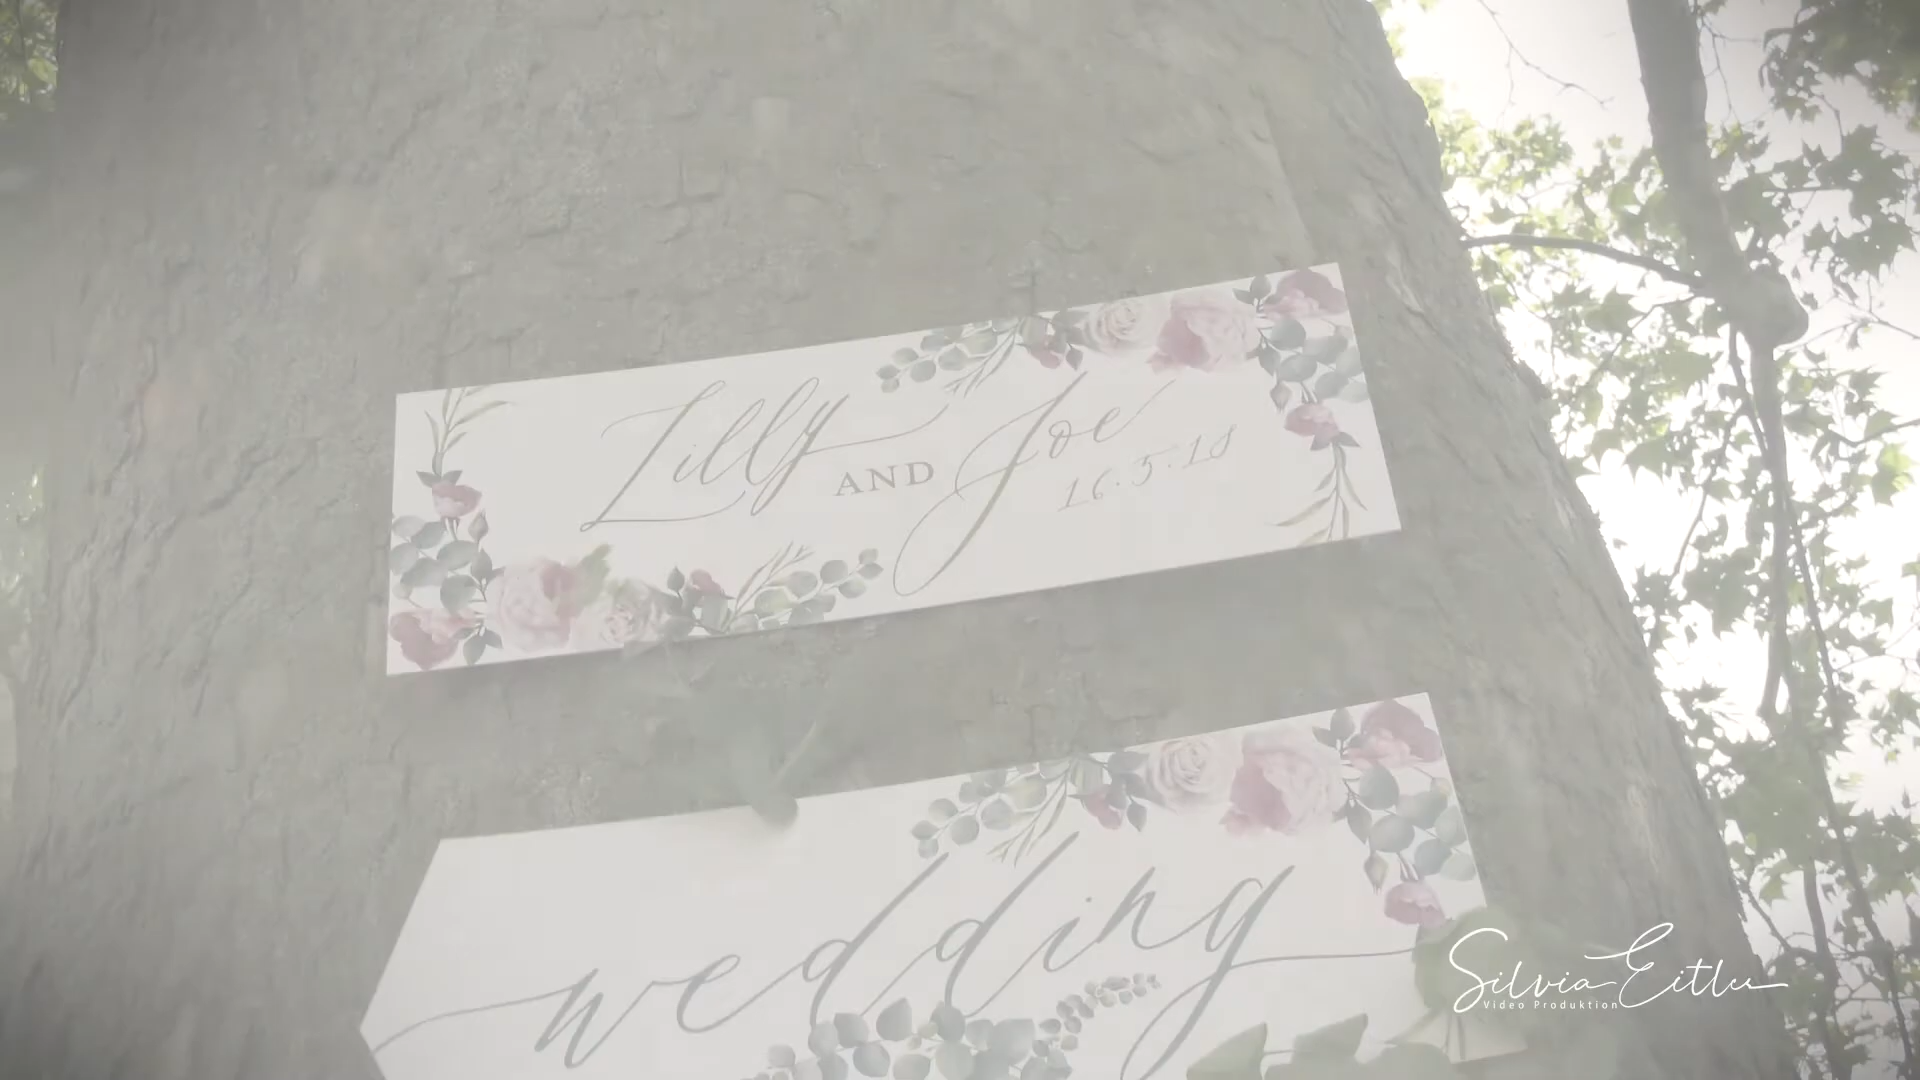 Lilly AND Joe
16.5.18
wedding
Silvia Eitler
Video Produktion